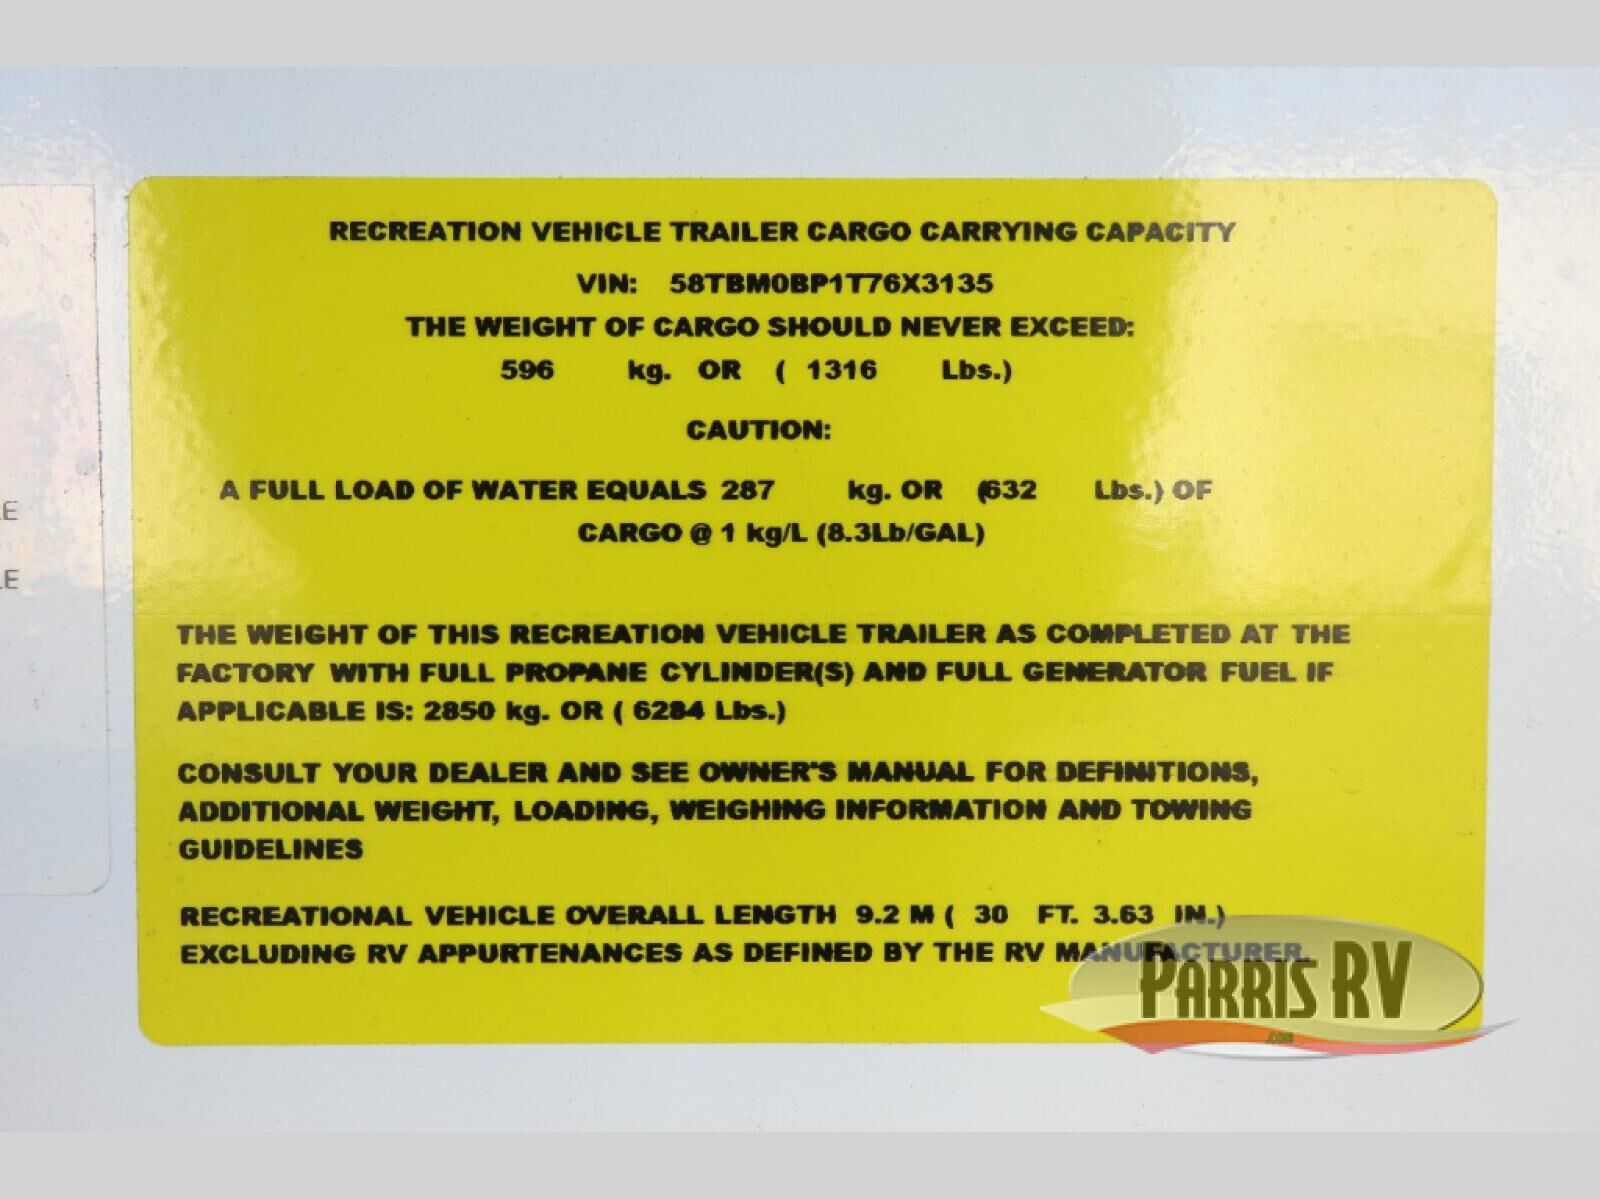 RECREATION VEHICLE TRAILER CARGO CARRYING CAPACITY
VIN: 58TBM0BP1T76X3135
THE WEIGHT OF CARGO SHOULD NEVER EXCEED:
596 kg. OR ( 1316 Lbs.)
CAUTION:
A FULL LOAD OF WATER EQUALS 287 kg. OR (632 Lbs.) OF
CARGO @ 1 kg/L (8.3Lb/GAL)
THE WEIGHT OF THIS RECREATION VEHICLE TRAILER AS COMPLETED AT THE
FACTORY WITH FULL PROPANE CYLINDER(S) AND FULL GENERATOR FUEL IF
APPLICABLE IS: 2850 kg. OR ( 6284 Lbs.)
CONSULT YOUR DEALER AND SEE OWNER'S MANUAL FOR DEFINITIONS,
ADDITIONAL WEIGHT, LOADING, WEIGHING INFORMATION AND TOWING
GUIDELINES
RECREATIONAL VEHICLE OVERALL LENGTH 9.2 M ( 30 FT. 3.63 IN.)
EXCLUDING RV APPURTENANCES AS DEFINED BY THE RV MANUFACTURER.
PARRIS RV
.COM